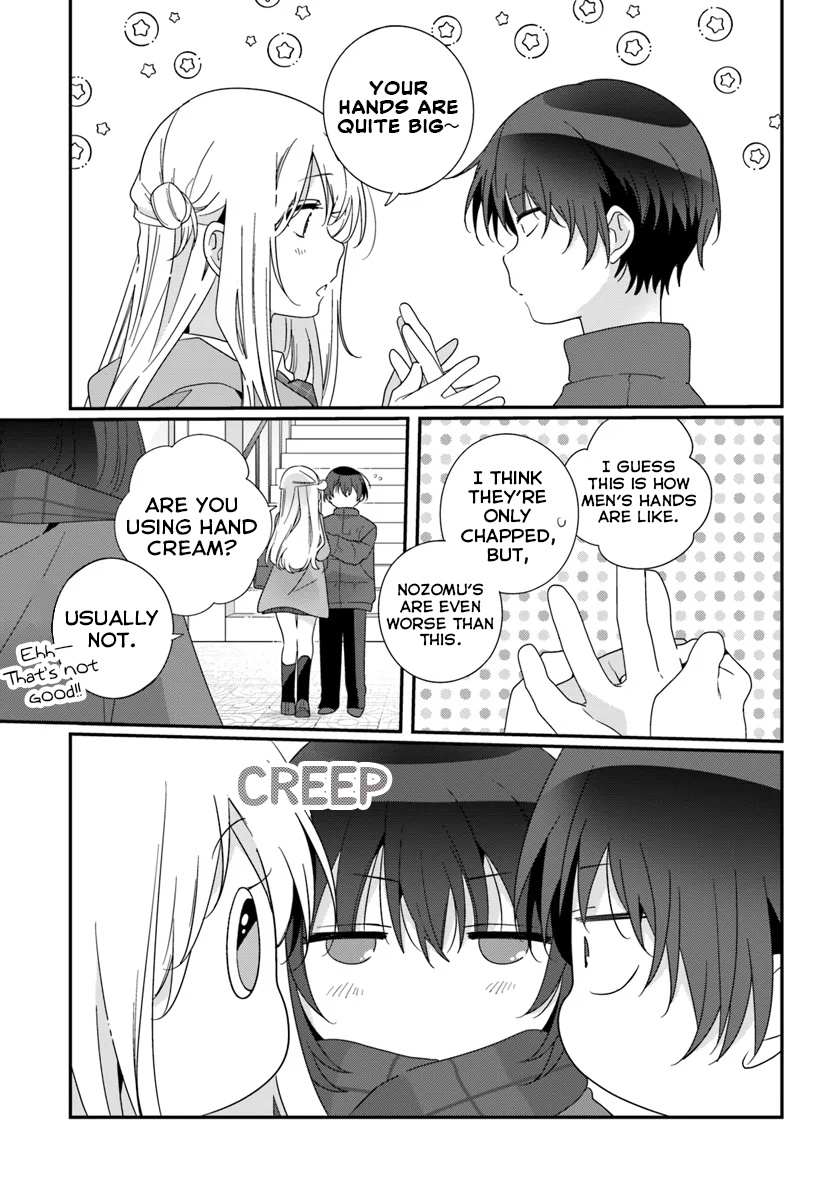 YOUR
HANDS ARE
QUITE BIG~
I GUESS
THIS IS HOW
MEN'S HANDS
ARE LIKE.
I THINK
THEY'RE
ONLY
CHAPPED,
BUT,
NOZOMU'S
ARE EVEN
WORSE THAN
THIS.
ARE YOU
USING HAND
CREAM?
USUALLY
NOT.
Ehh—
That's not
Good!!
CREEP